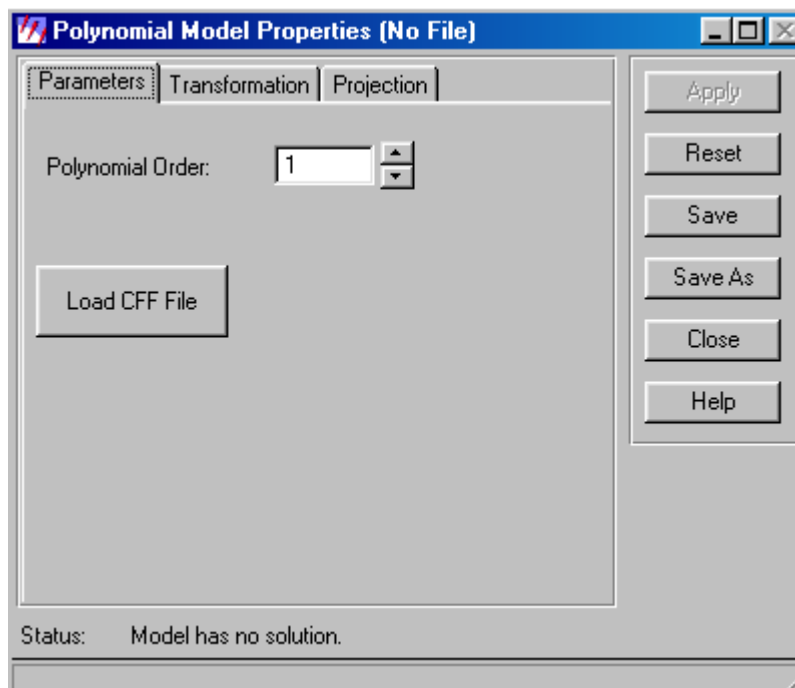 Polynomial Model Properties (No File)
Parameters Transformation Projection
Polynomial Order: 1
Load CFF File
Apply
Reset
Save
Save As
Close
Help
Status: Model has no solution.